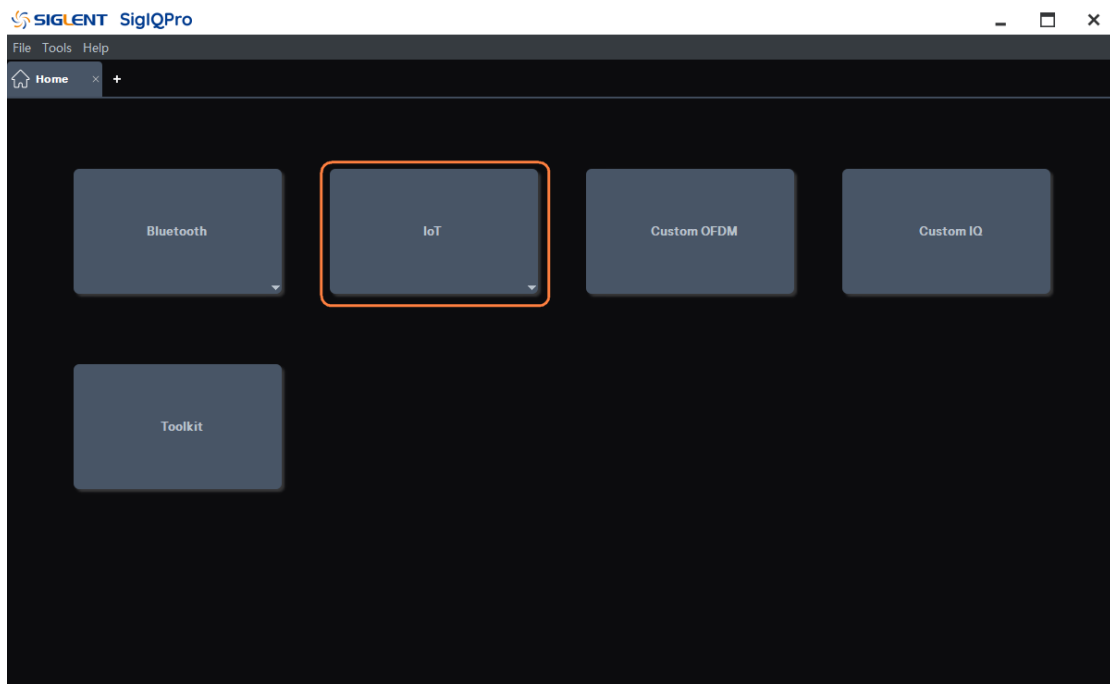 SIGLENT SigIQPro
File Tools Help
Home × +
Bluetooth
IoT
Custom OFDM
Custom IQ
Toolkit